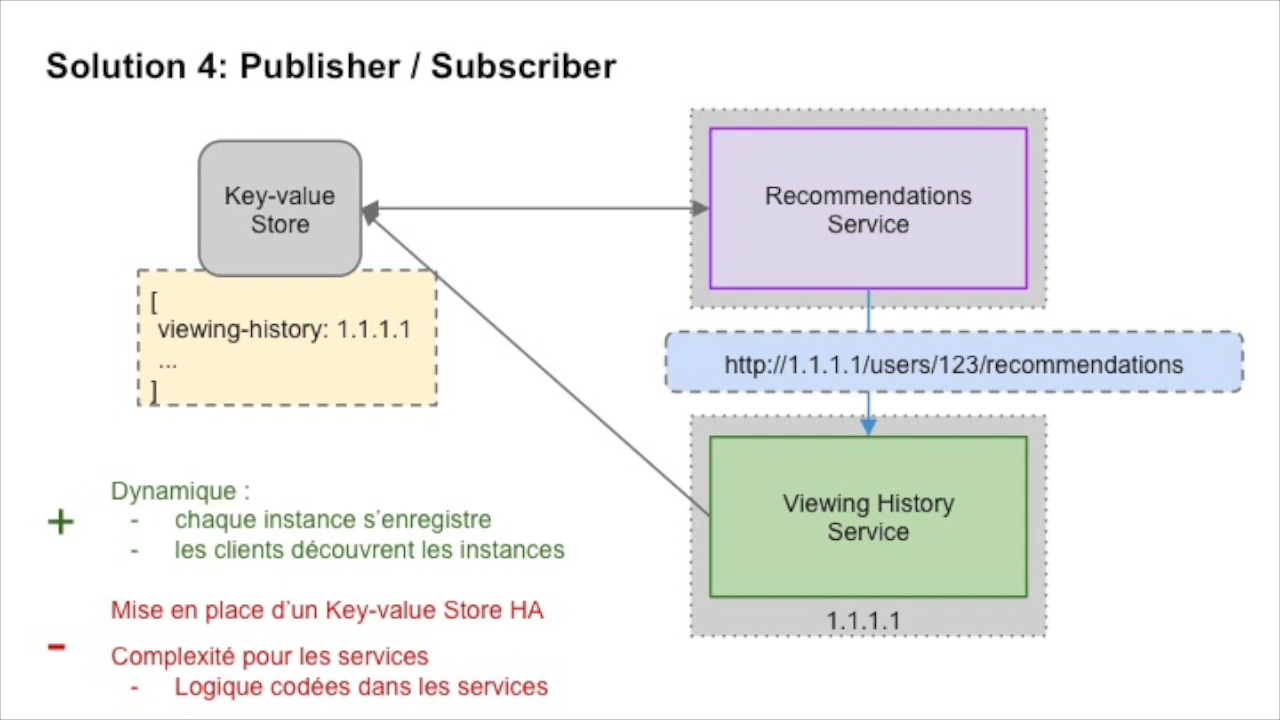 Solution 4: Publisher / Subscriber
Key-value
Store
[
viewing-history: 1.1.1.1
...
]
Recommendations
Service
http://1.1.1.1/users/123/recommendations
Viewing History
Service
1.1.1.1
+
Dynamique :
- chaque instance s'enregistre
- les clients découvrent les instances
-
Mise en place d'un Key-value Store HA
Complexité pour les services
- Logique codées dans les services